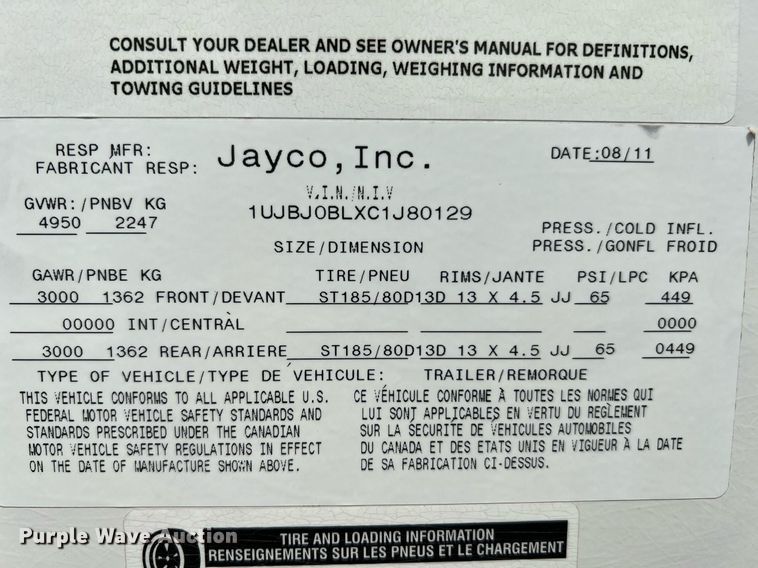 CONSULT YOUR DEALER AND SEE OWNER'S MANUAL FOR DEFINITIONS,
ADDITIONAL WEIGHT, LOADING, WEIGHING INFORMATION AND
TOWING GUIDELINES
RESP MFR:
FABRICANT RESP: Jayco, Inc. DATE:08/11
V.I.N./N.I.V
GVWR:/PNBV KG
4950 2247 1UJBJ0BLXC1J80129
PRESS./COLD INFL.
SIZE/DIMENSION PRESS./GONFL FROID
GAWR/PNBE KG TIRE/PNEU RIMS/JANTE PSI/LPC KPA
3000 1362 FRONT/DEVANT ST185/80D13D 13 X 4.5 JJ 65 449
00000 INT/CENTRAL 0000
3000 1362 REAR/ARRIERE ST185/80D13D 13 X 4.5 JJ 65 0449
TYPE OF VEHICLE/TYPE DE VÉHICULE: TRAILER/REMORQUE
THIS VEHICLE CONFORMS TO ALL APPLICABLE U.S. CE VÉHICULE CONFORME À TOUTES LES NORMES QUI
FEDERAL MOTOR VEHICLE SAFETY STANDARDS AND LUI SONT APPLICABLES EN VERTU DU REGLEMENT
STANDARDS PRESCRIBED UNDER THE CANADIAN SUR LA SECURITE DE VEHICULES AUTOMOBILES
MOTOR VEHICLE SAFETY REGULATIONS IN EFFECT DU CANADA ET DES ETATS UNIS EN VIGUEUR À LA DATE
ON THE DATE OF MANUFACTURE SHOWN ABOVE. DE SA FABRICATION CI-DESSUS.
TIRE AND LOADING INFORMATION
RENSEIGNEMENTS SUR LES PNEUS ET LE CHARGEMENT
Purple Wave Auction